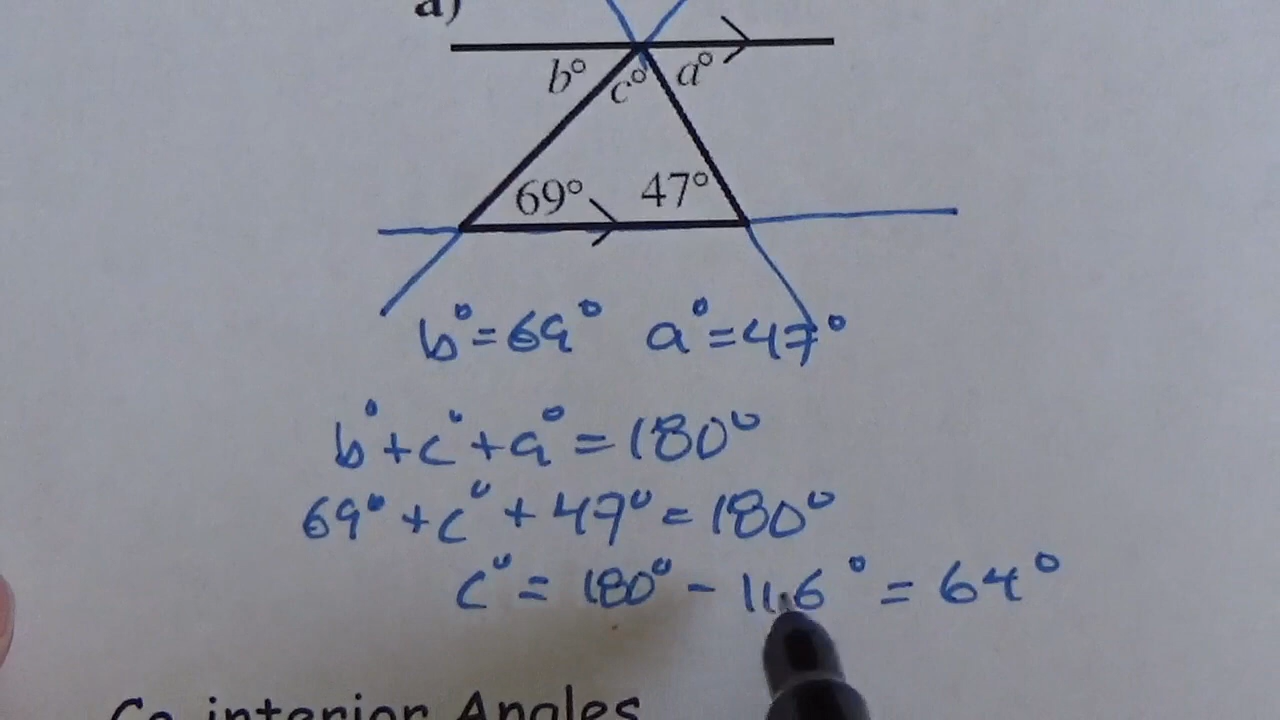 a)
b° c° a°
69° 47°
b° = 69° a° = 47°
b° + c° + a° = 180°
69° + c° + 47° = 180°
c° = 180° - 116° = 64°
Co-interior Angles